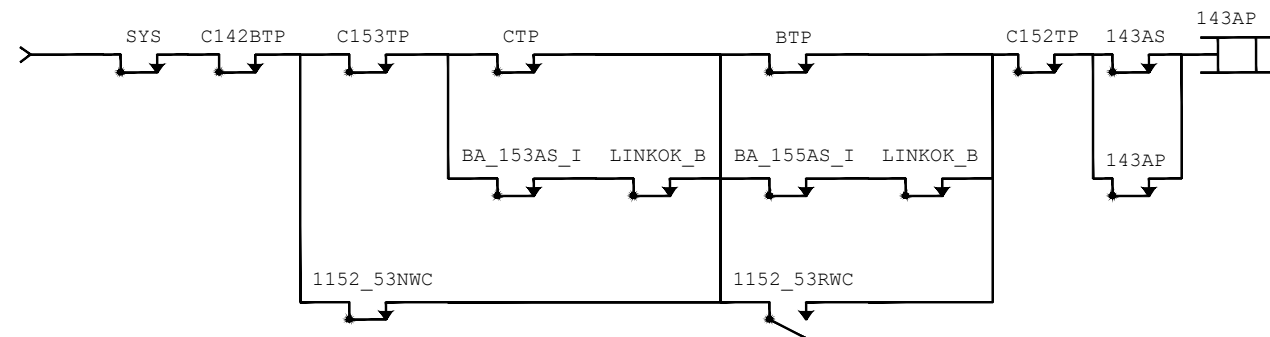 143AP
SYS C142BTP C153TP CTP BTP C152TP 143AS
BA_153AS_I LINKOK_B BA_155AS_I LINKOK_B 143AP
1152_53NWC 1152_53RWC